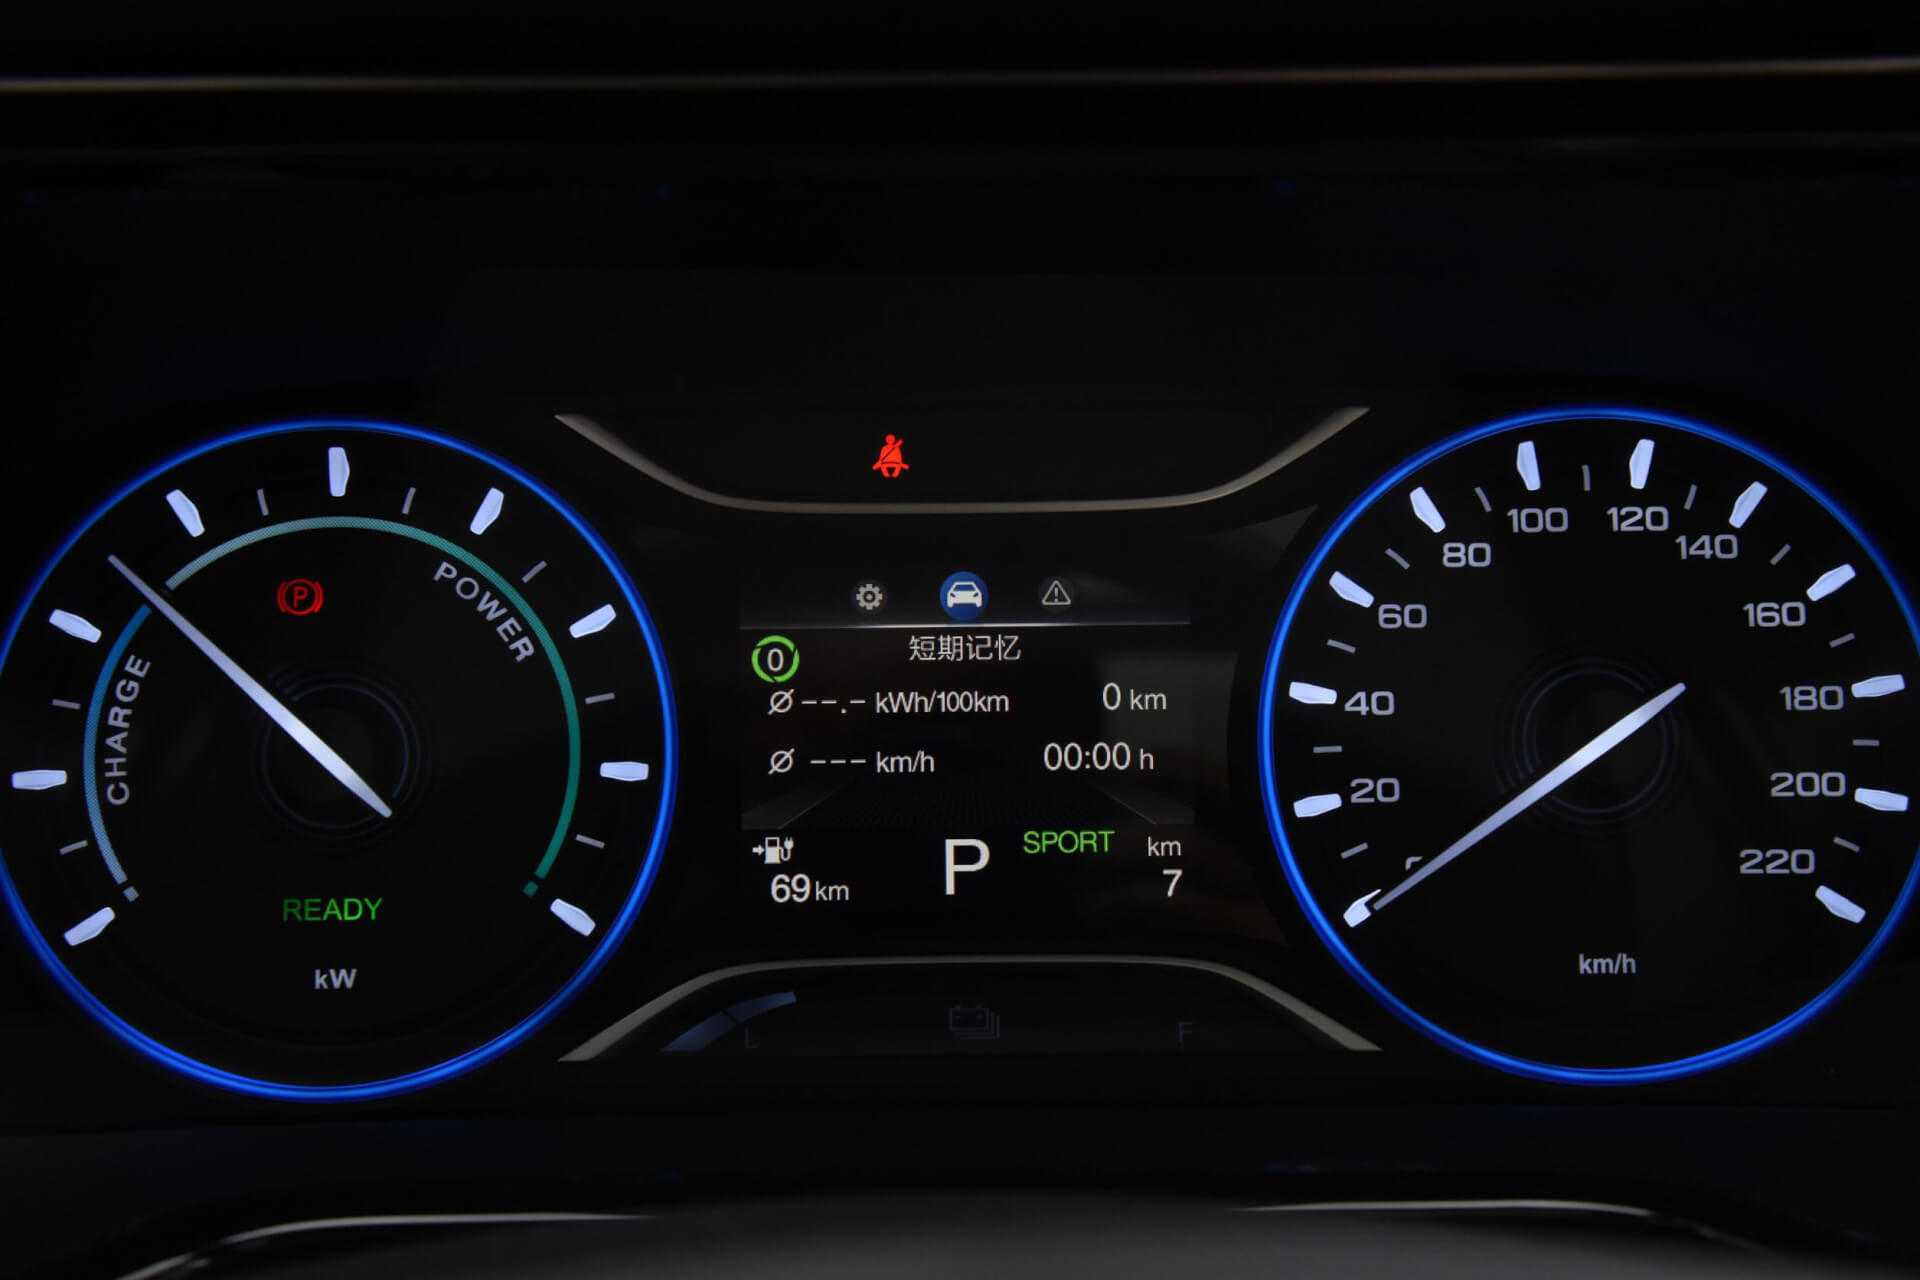 CHARGE
POWER
P
READY
kW
短期记忆
0
Ø --.- kWh/100km 0 km
Ø --- km/h 00:00 h
69 km
P
SPORT
km
7
L
F
20
40
60
80
100
120
140
160
180
200
220
km/h